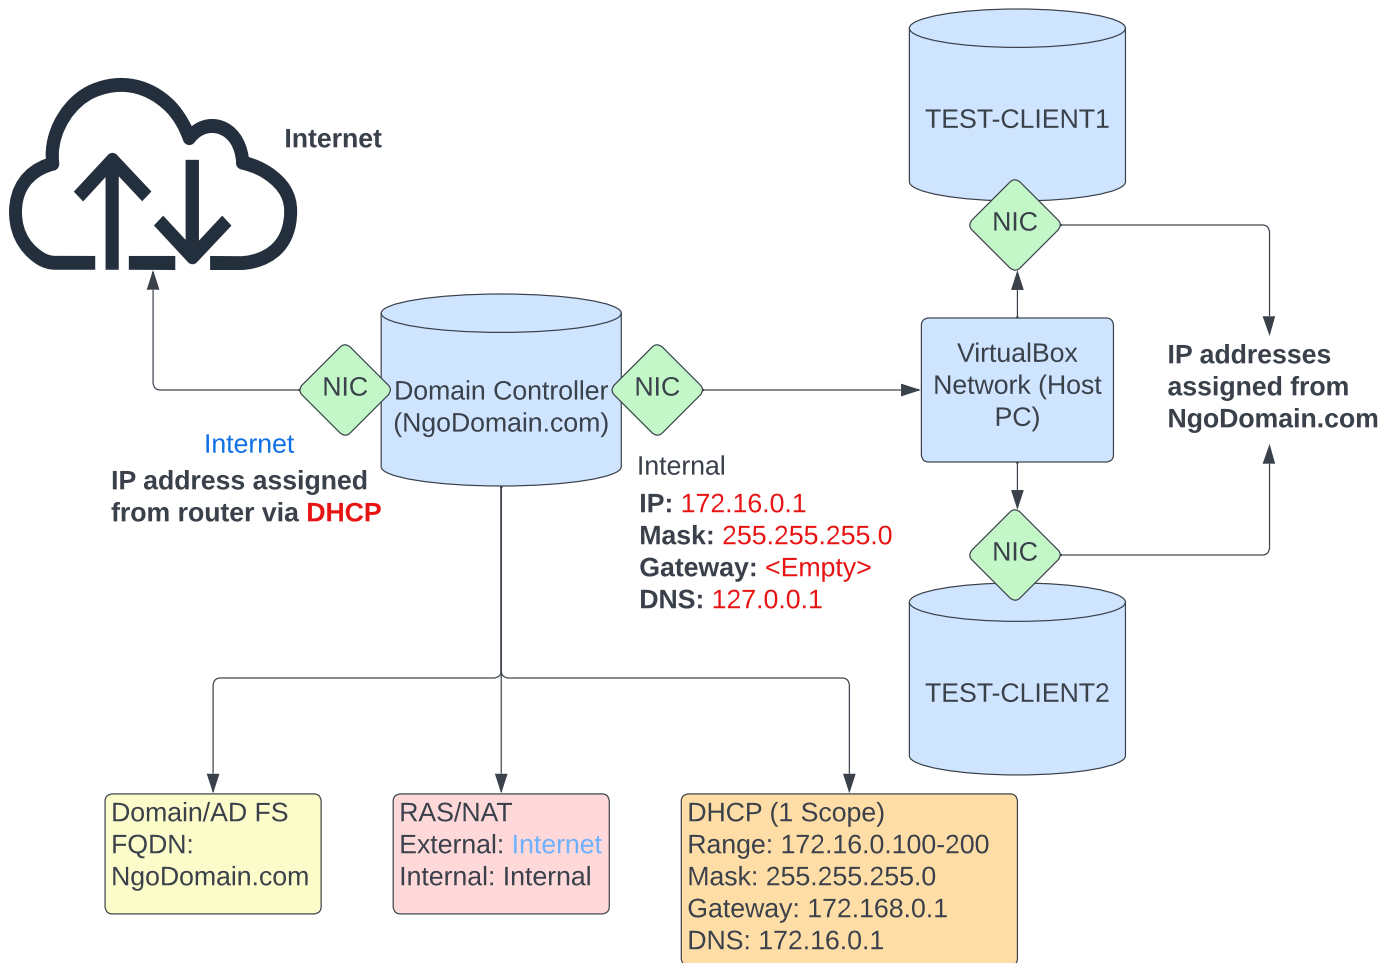 Internet
TEST-CLIENT1
NIC
NIC
Domain Controller
(NgoDomain.com)
NIC
VirtualBox
Network (Host
PC)
IP addresses
assigned from
NgoDomain.com
Internet
IP address assigned
from router via DHCP
Internal
IP: 172.16.0.1
Mask: 255.255.255.0
Gateway: <Empty>
DNS: 127.0.0.1
NIC
TEST-CLIENT2
Domain/AD FS
FQDN:
NgoDomain.com
RAS/NAT
External: Internet
Internal: Internal
DHCP (1 Scope)
Range: 172.16.0.100-200
Mask: 255.255.255.0
Gateway: 172.168.0.1
DNS: 172.16.0.1